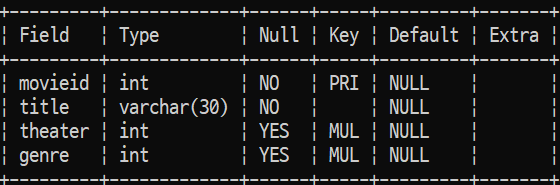 +----------+-------------+------+-----+---------+-------+
| Field | Type | Null | Key | Default | Extra |
+----------+-------------+------+-----+---------+-------+
| movieid | int | NO | PRI | NULL | |
| title | varchar(30) | NO | | NULL | |
| theater | int | YES | MUL | NULL | |
| genre | int | YES | MUL | NULL | |
+----------+-------------+------+-----+---------+-------+